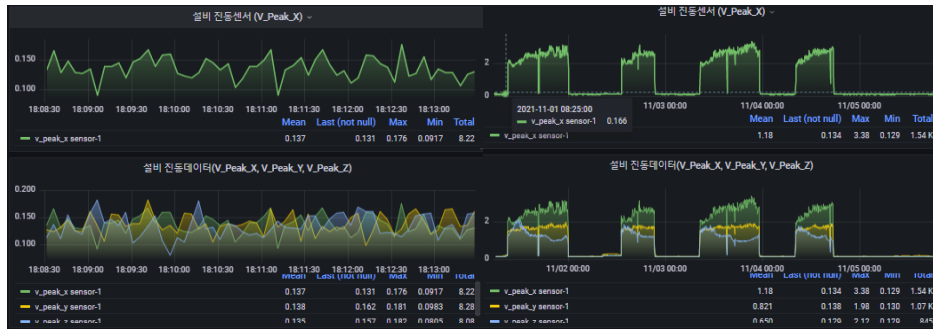 설비 진동센서 (V_Peak_X)
0.150
0.100
18:08:30 18:09:00 18:09:30 18:10:00 18:10:30 18:11:00 18:11:30 18:12:00 18:12:30 18:13:00
Mean Last (not null) Max Min Total
v_peak_x sensor-1 0.137 0.131 0.176 0.0917 8.22
설비 진동데이터(V_Peak_X, V_Peak_Y, V_Peak_Z)
0.200
0.150
0.100
18:08:30 18:09:00 18:09:30 18:10:00 18:10:30 18:11:00 18:11:30 18:12:00 18:12:30 18:13:00
Mean Last (not null) Max Min Total
v_peak_x sensor-1 0.137 0.131 0.176 0.0917 8.22
v_peak_y sensor-1 0.138 0.162 0.181 0.0983 8.28
v_peak_z sensor-1 0.135 0.157 0.182 0.0805 8.08
설비 진동센서 (V_Peak_X)
2
0
11/03 00:00 11/04 00:00 11/05 00:00
2021-11-01 08:25:00
v_peak_x sensor-1 0.166
Mean Last (not null) Max Min Total
v_peak_x sensor-1 1.18 0.134 3.38 0.129 1.54 K
설비 진동데이터(V_Peak_X, V_Peak_Y, V_Peak_Z)
2
0
11/02 00:00 11/03 00:00 11/04 00:00 11/05 00:00
Mean Last (not null) Max Min Total
v_peak_x sensor-1 1.18 0.134 3.38 0.129 1.54 K
v_peak_y sensor-1 0.821 0.138 1.98 0.130 1.07 K
v_peak_z sensor-1 0.650 0.129 2.12 0.129 845